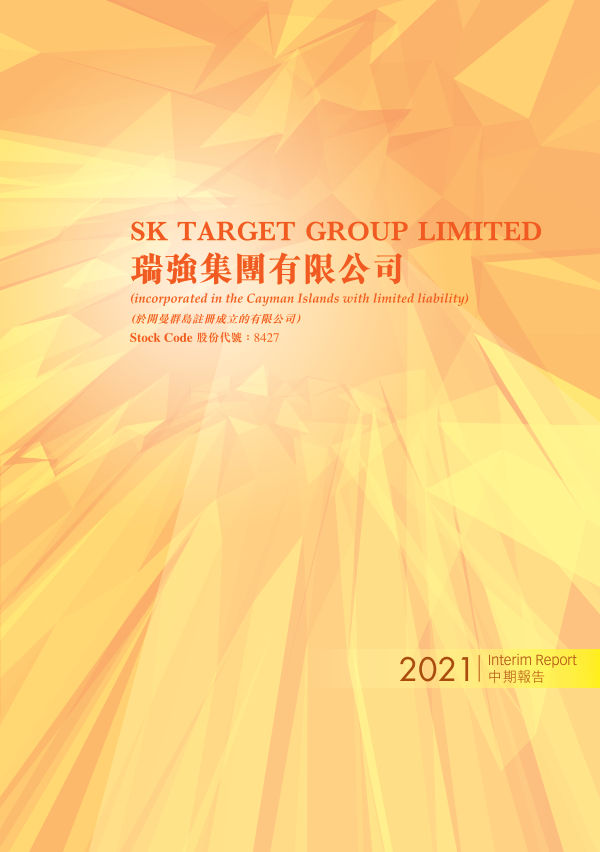 SK TARGET GROUP LIMITED
瑞強集團有限公司
(incorporated in the Cayman Islands with limited liability)
(於開曼群島註冊成立的有限公司)
Stock Code 股份代號：8427
2021
Interim Report
中期報告